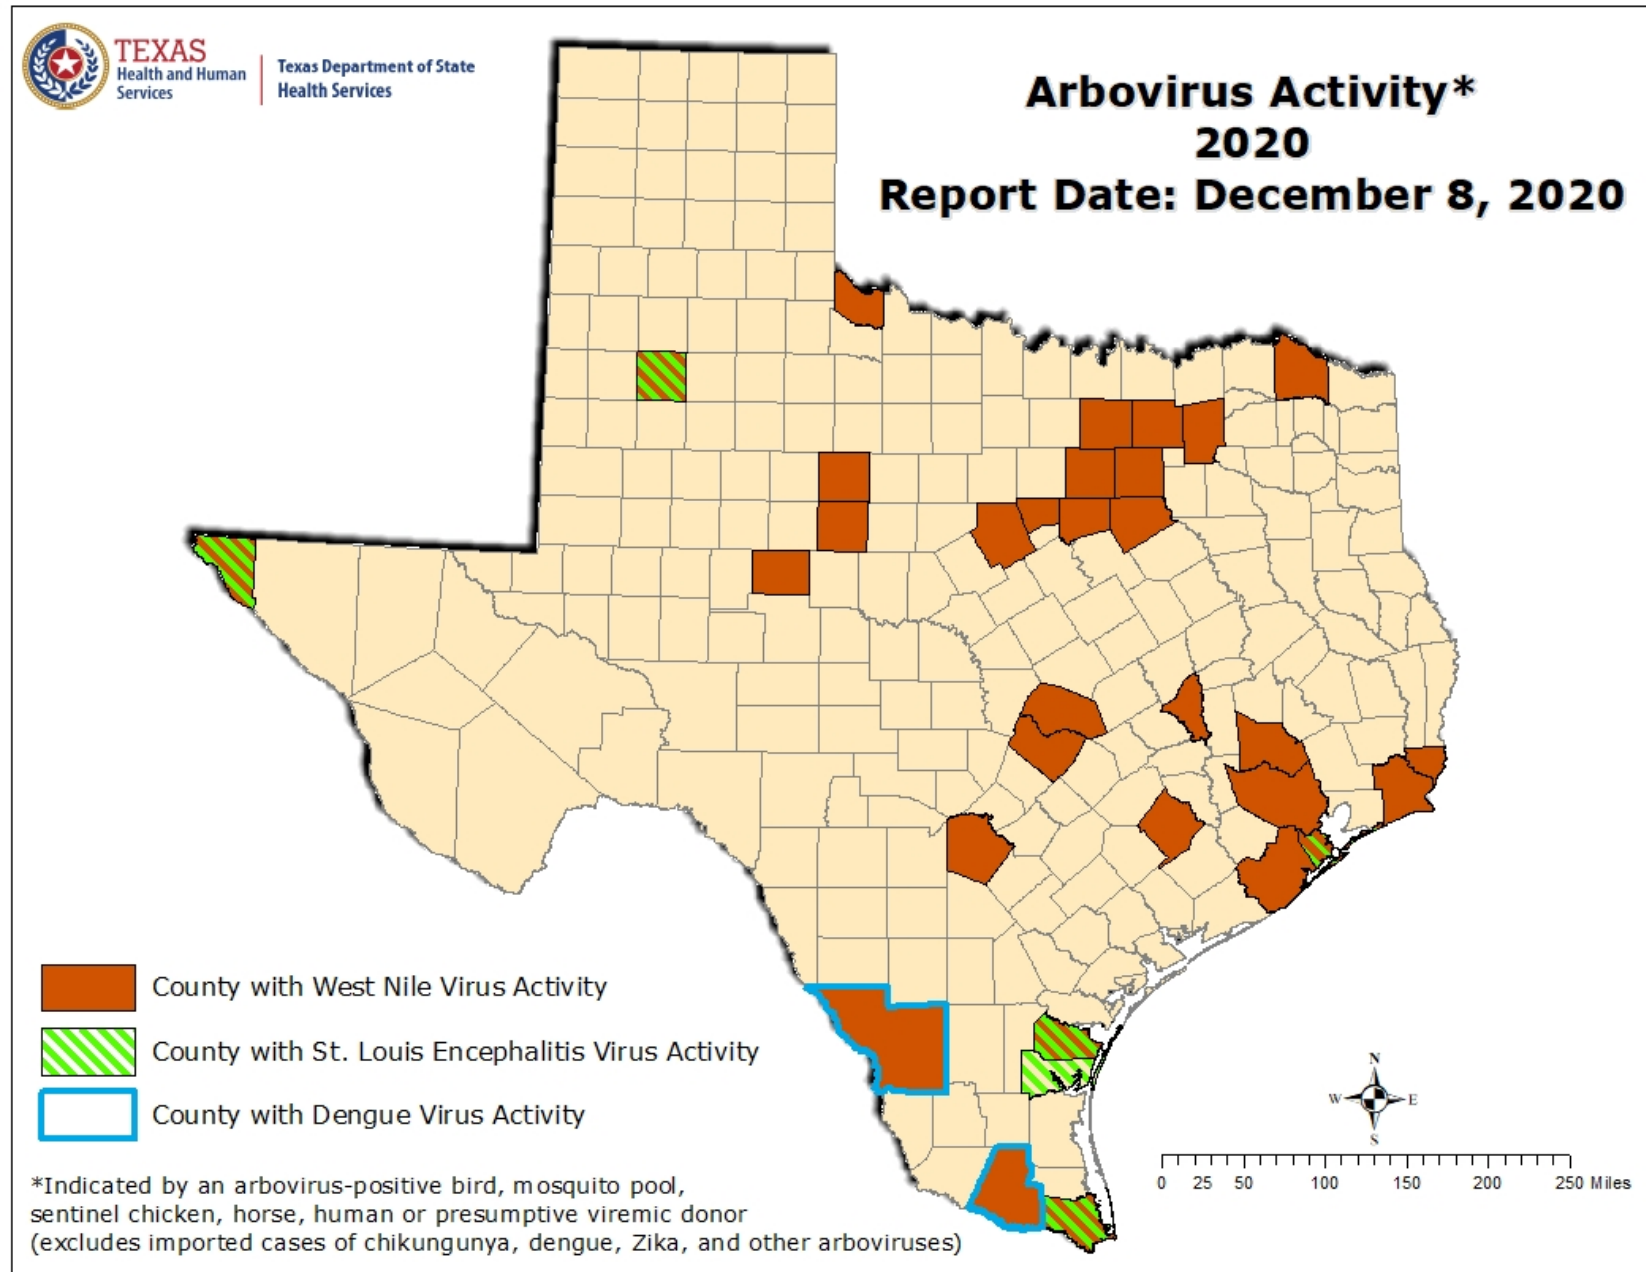 TEXAS
Health and Human
Services
Texas Department of State
Health Services
Arbovirus Activity*
2020
Report Date: December 8, 2020
County with West Nile Virus Activity
County with St. Louis Encephalitis Virus Activity
County with Dengue Virus Activity
*Indicated by an arbovirus-positive bird, mosquito pool,
sentinel chicken, horse, human or presumptive viremic donor
(excludes imported cases of chikungunya, dengue, Zika, and other arboviruses)
N
W E
S
0 25 50 100 150 200 250 Miles